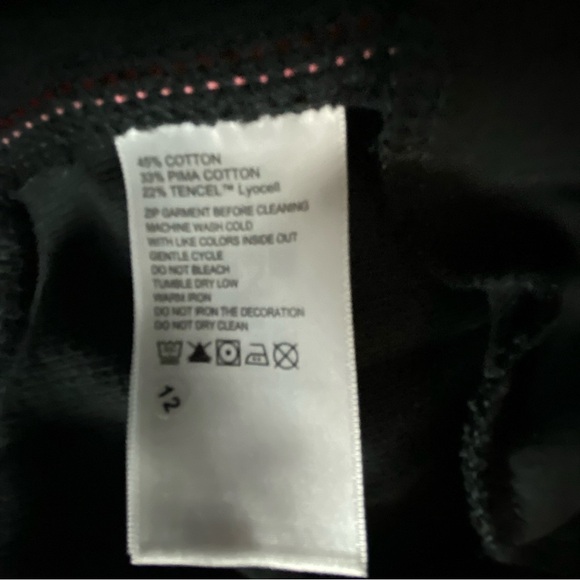 45% COTTON
33% PIMA COTTON
22% TENCEL™ Lyocell
ZIP GARMENT BEFORE CLEANING
MACHINE WASH COLD
WITH LIKE COLORS INSIDE OUT
GENTLE CYCLE
DO NOT BLEACH
TUMBLE DRY LOW
WARM IRON
DO NOT IRON THE DECORATION
DO NOT DRY CLEAN
12